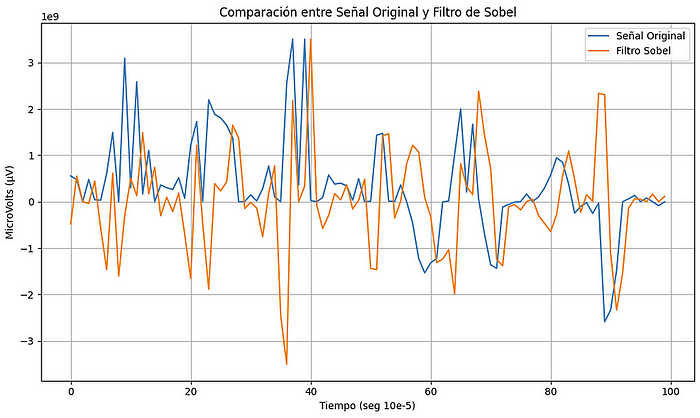 Comparación entre Señal Original y Filtro de Sobel
1e9
Señal Original
Filtro Sobel
3
2
1
0
−1
−2
−3
MicroVolts (µV)
0 20 40 60 80 100
Tiempo (seg 10e-5)